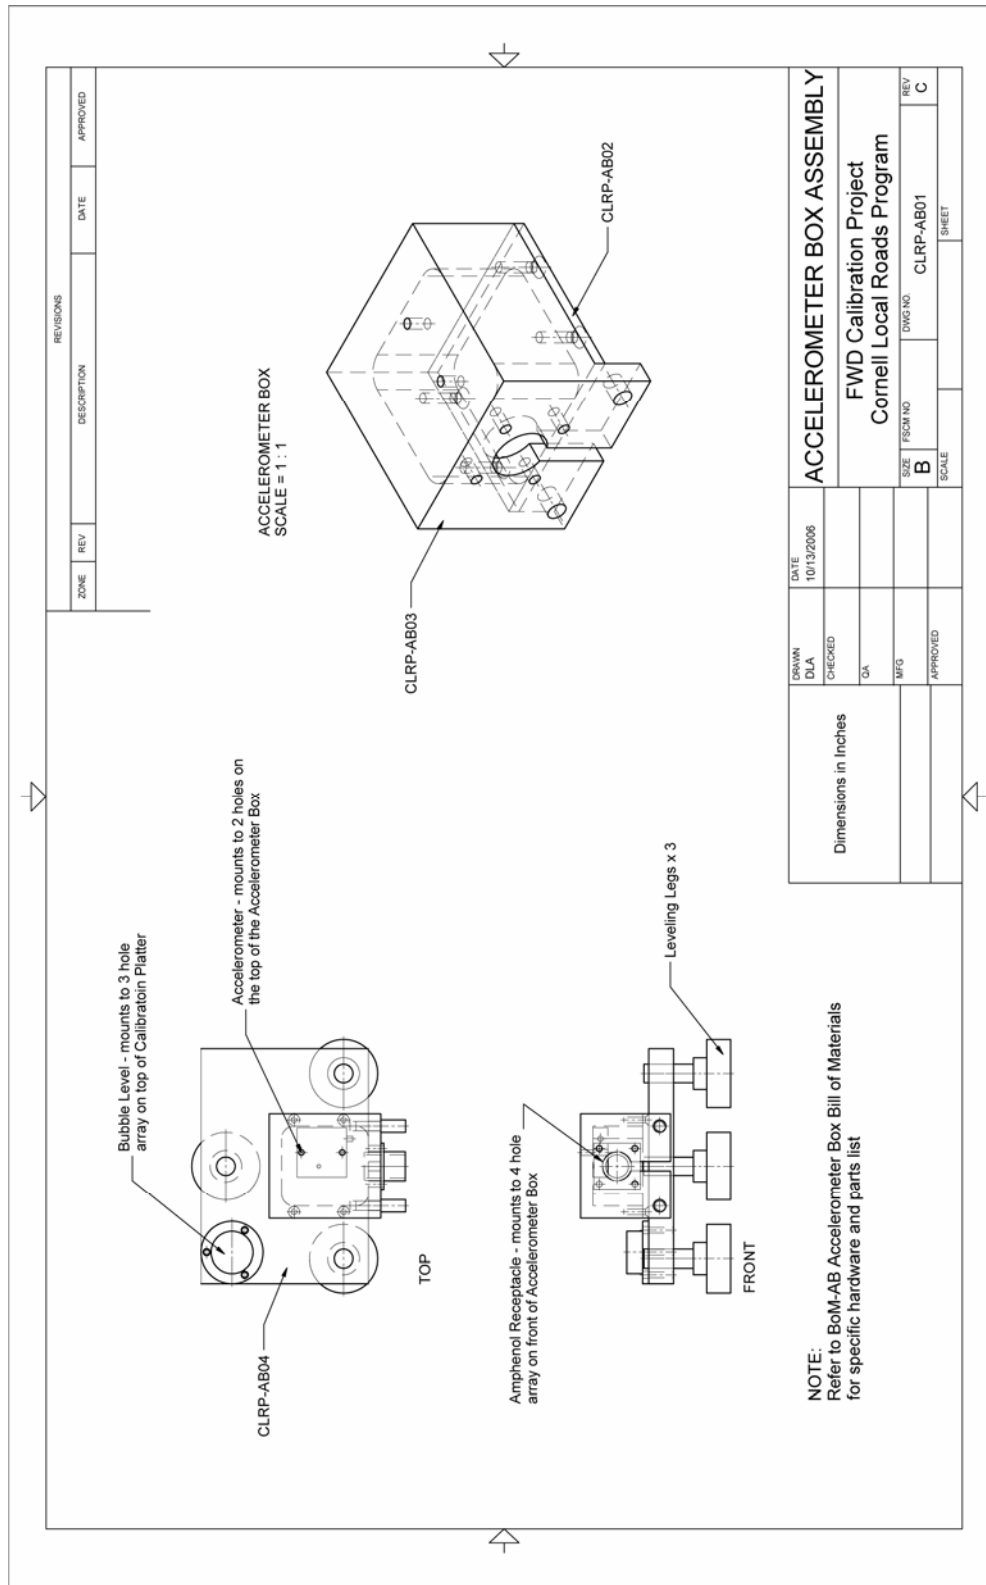 REVISIONS
ZONE
REV
DESCRIPTION
DATE
APPROVED
Bubble Level - mounts to 3 hole
array on top of Calibratoin Platter
Accelerometer - mounts to 2 holes on
the top of the Accelerometer Box
CLRP-AB04
TOP
ACCELEROMETER BOX
SCALE = 1 : 1
CLRP-AB03
CLRP-AB02
Amphenol Receptacle - mounts to 4 hole
array on front of Accelerometer Box
Leveling Legs x 3
FRONT
NOTE:
Refer to BoM-AB Accelerometer Box Bill of Materials
for specific hardware and parts list
Dimensions in Inches
DRAWN
DLA
DATE
10/13/2006
CHECKED
QA
MFG
APPROVED
ACCELEROMETER BOX ASSEMBLY
FWD Calibration Project
Cornell Local Roads Program
SIZE
B
FSCM NO.
DWG NO.
CLRP-AB01
REV
C
SCALE
SHEET